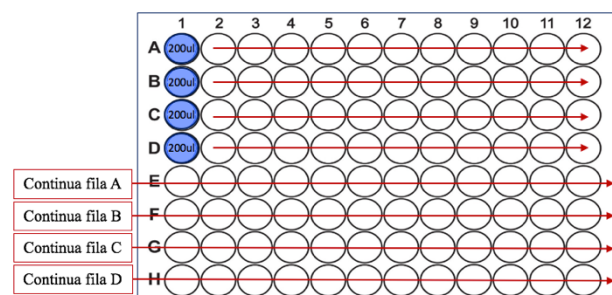 1 2 3 4 5 6 7 8 9 10 11 12
A 200ul
B 200ul
C 200ul
D 200ul
Continua fila A E
Continua fila B F
Continua fila C G
Continua fila D H